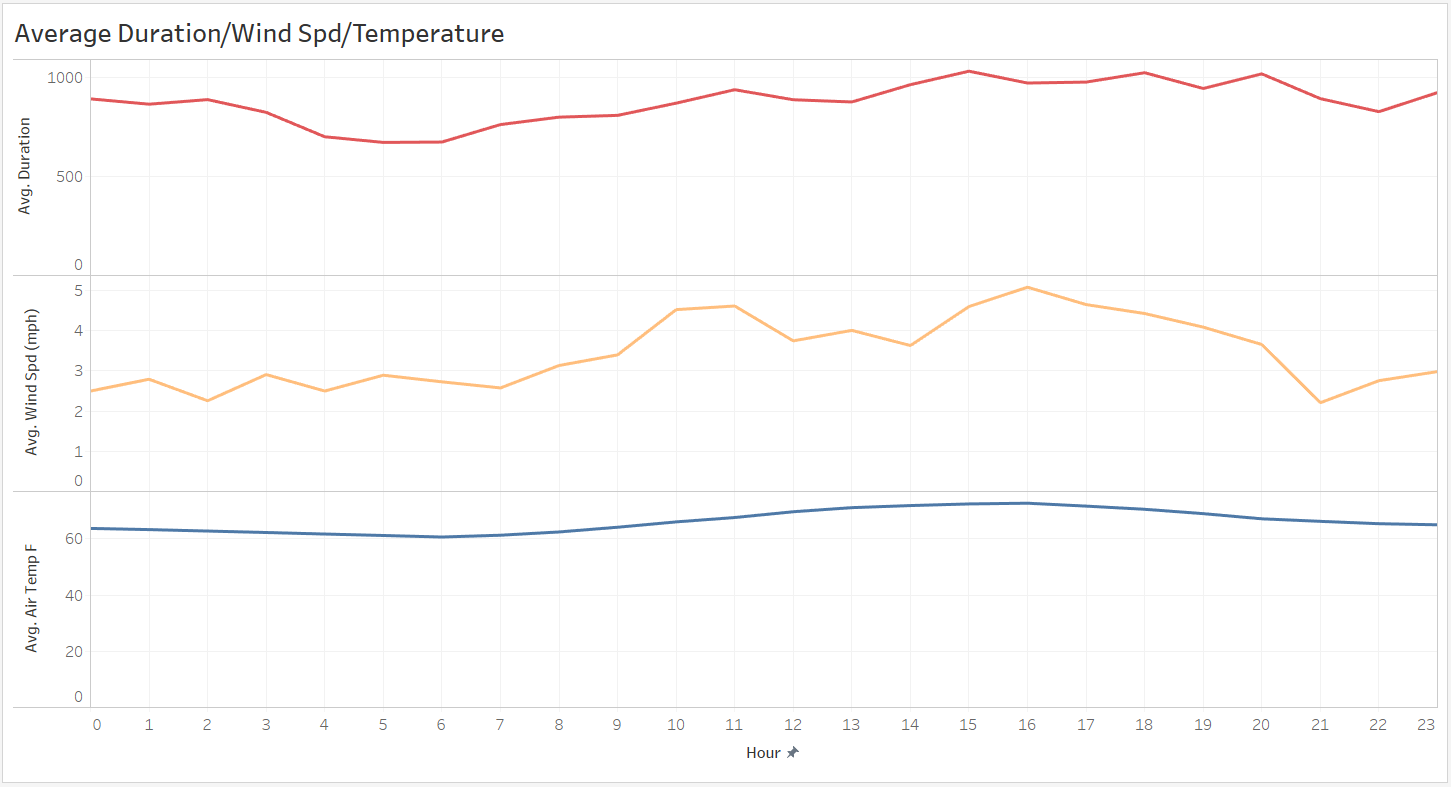 Average Duration/Wind Spd/Temperature
Avg. Duration
1000
500
0
Avg. Wind Spd (mph)
5
4
3
2
1
0
Avg. Air Temp F
60
40
20
0
0 1 2 3 4 5 6 7 8 9 10 11 12 13 14 15 16 17 18 19 20 21 22 23
Hour